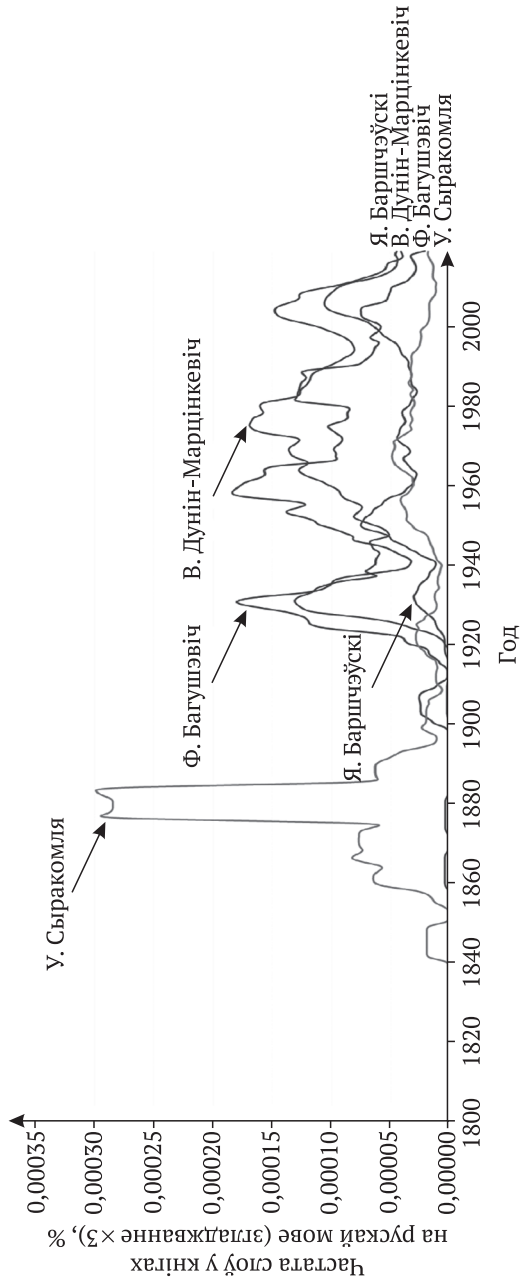 Частата слоў у кнігах
на рускай мове (згладжванне ×3), %
0,00035
0,00030
0,00025
0,00020
0,00015
0,00010
0,00005
0,00000
У. Сыракомля
Ф. Багушэвіч
В. Дунін-Марцінкевіч
Я. Баршчэўскі
Я. Баршчэўскі
В. Дунін-Марцінкевіч
Ф. Багушэвіч
У. Сыракомля
1800
1820
1840
1860
1880
1900
1920
1940
1960
1980
2000
Год